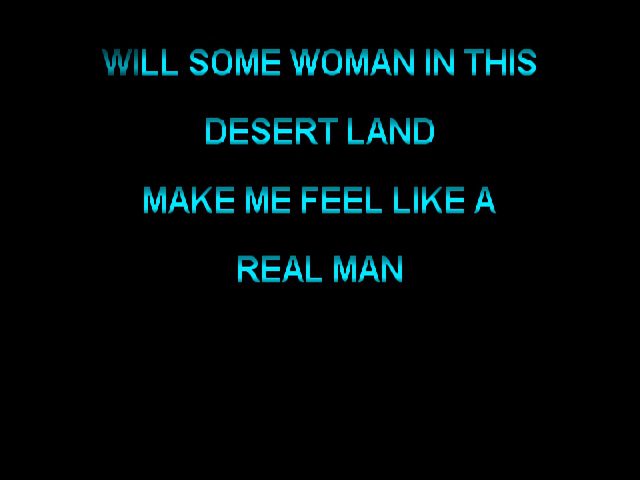 WILL SOME WOMAN IN THIS
DESERT LAND
MAKE ME FEEL LIKE A
REAL MAN